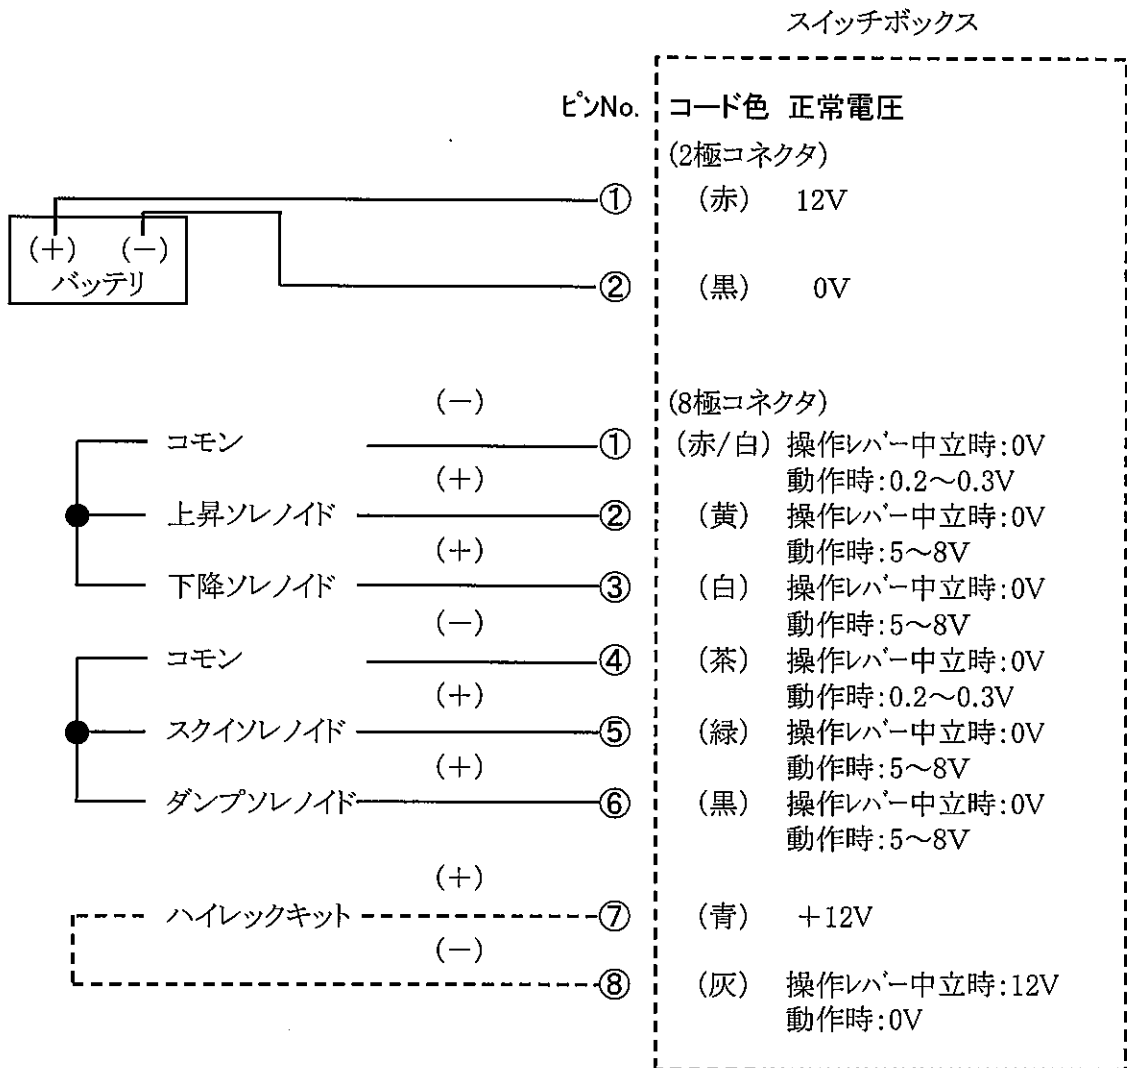 スイッチボックス
ピンNo. コード色 正常電圧
(2極コネクタ)
① (赤) 12V
(+) (−)
バッテリ
② (黒) 0V
(−) (8極コネクタ)
コモン ① (赤/白) 操作レバー中立時:0V
(+) 動作時:0.2～0.3V
上昇ソレノイド ② (黄) 操作レバー中立時:0V
(+) 動作時:5～8V
下降ソレノイド ③ (白) 操作レバー中立時:0V
(−) 動作時:5～8V
コモン ④ (茶) 操作レバー中立時:0V
(+) 動作時:0.2～0.3V
スクイソレノイド ⑤ (緑) 操作レバー中立時:0V
(+) 動作時:5～8V
ダンプソレノイド ⑥ (黒) 操作レバー中立時:0V
動作時:5～8V
(+)
ハイレックキット ⑦ (青) +12V
(−)
⑧ (灰) 操作レバー中立時:12V
動作時:0V